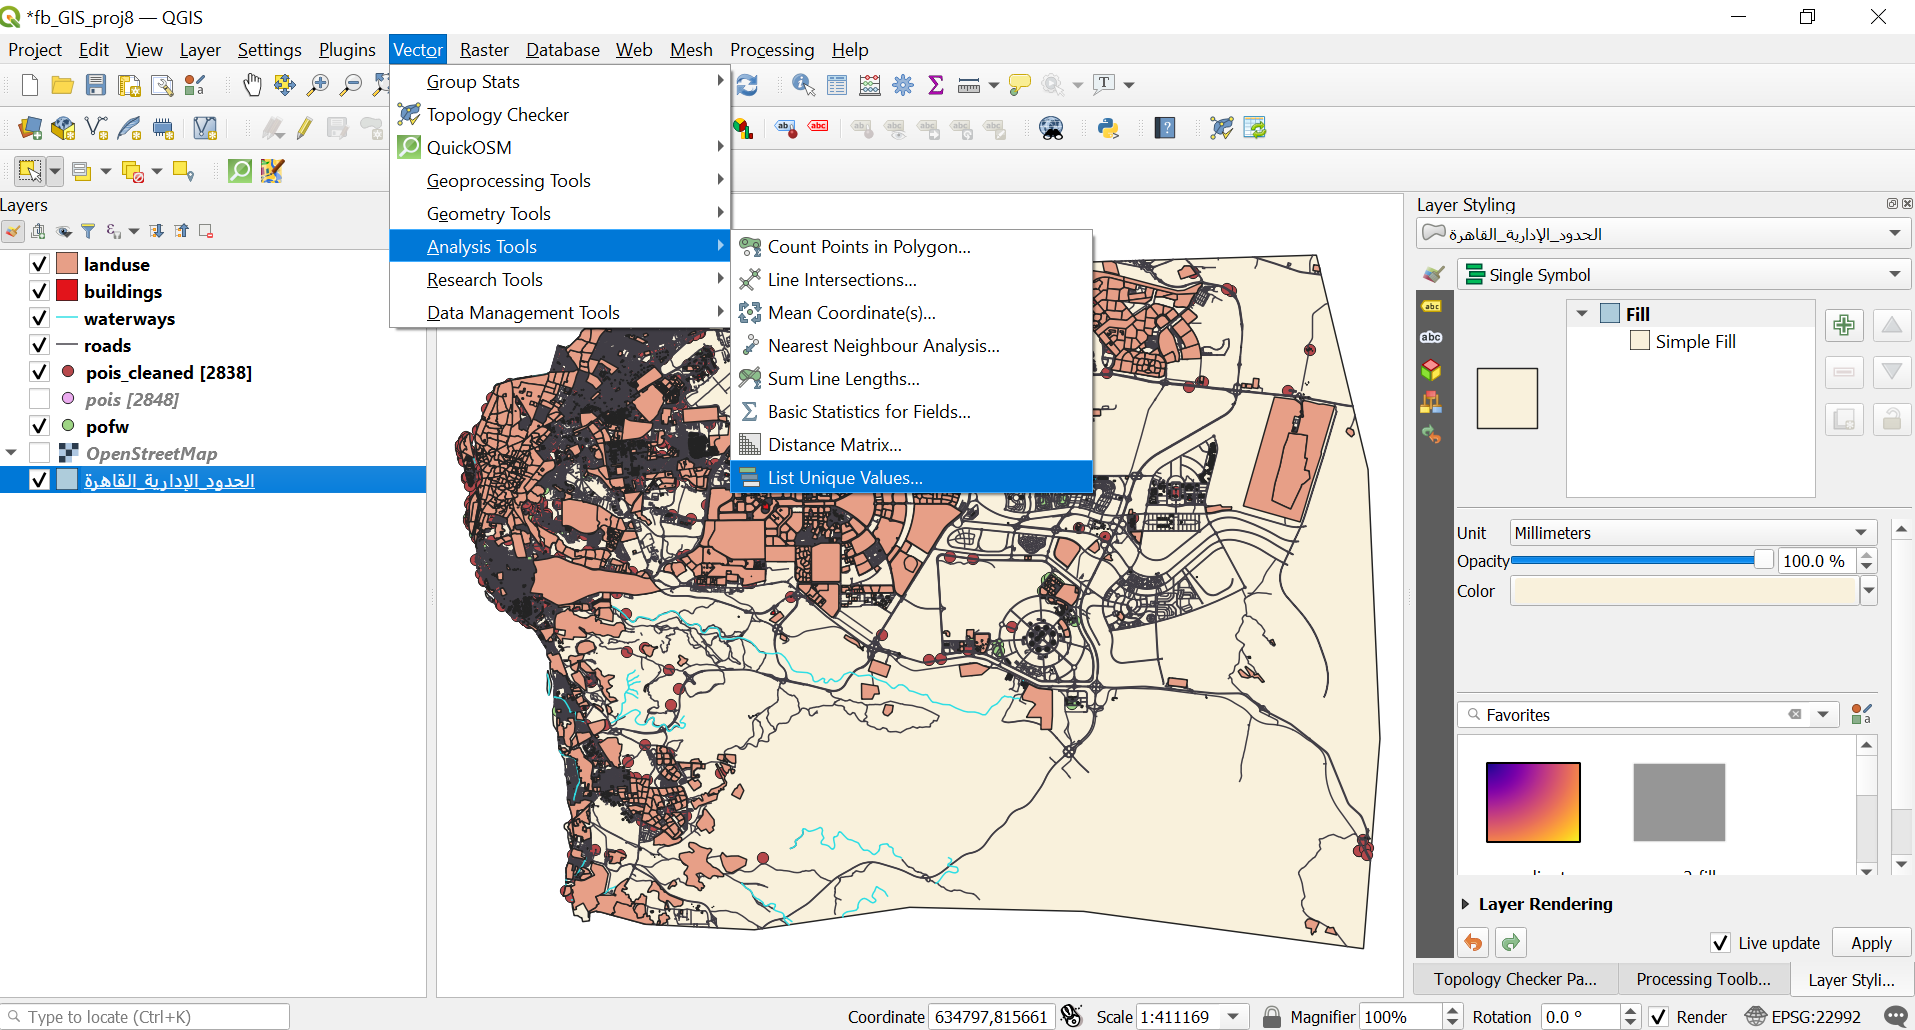 *fb_GIS_proj8 — QGIS
Project Edit View Layer Settings Plugins Vector Raster Database Web Mesh Processing Help
Group Stats
Topology Checker
QuickOSM
Geoprocessing Tools
Geometry Tools
Analysis Tools
Research Tools
Data Management Tools
Count Points in Polygon...
Line Intersections...
Mean Coordinate(s)...
Nearest Neighbour Analysis...
Sum Line Lengths...
Basic Statistics for Fields...
Distance Matrix...
List Unique Values...
Layers
landuse
buildings
waterways
roads
pois_cleaned [2838]
pois [2848]
pofw
OpenStreetMap
الحدود_الإدارية_القاهرة
Layer Styling
الحدود_الإدارية_القاهرة
Single Symbol
Fill
Simple Fill
Unit Millimeters
Opacity 100.0 %
Color
Favorites
Layer Rendering
Live update Apply
Topology Checker Pa... Processing Toolb... Layer Styli...
Type to locate (Ctrl+K) Coordinate 634797,815661 Scale 1:411169 Magnifier 100% Rotation 0.0 ° Render EPSG:22992